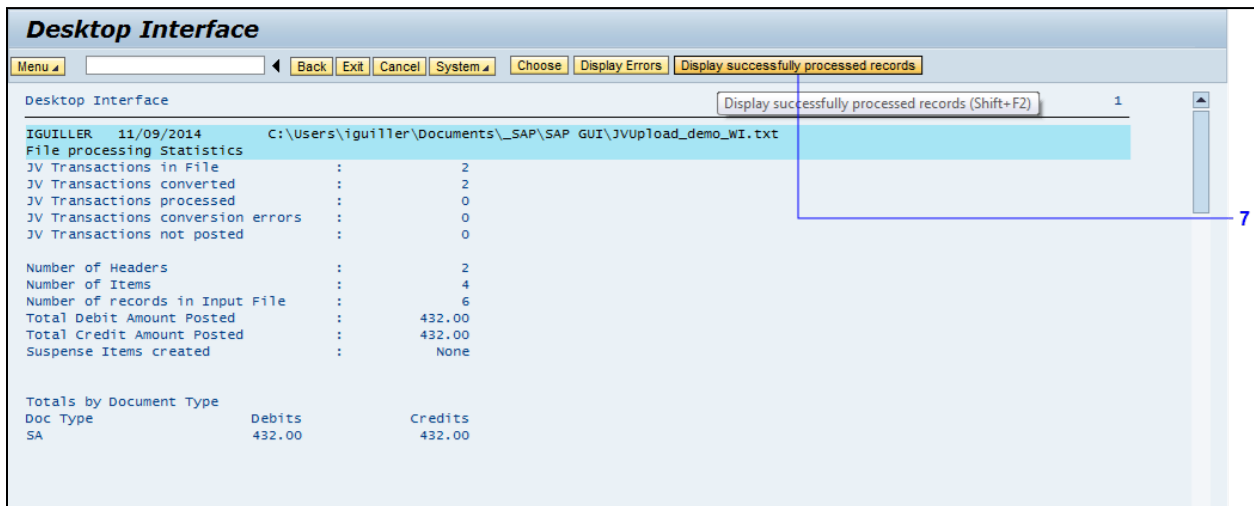 Desktop Interface
Menu Back Exit Cancel System Choose Display Errors Display successfully processed records
Desktop Interface 1
Display successfully processed records (Shift+F2)
IGUILLER 11/09/2014 C:\Users\iguiller\Documents\_SAP\SAP GUI\JVUpload_demo_WI.txt
File processing Statistics
JV Transactions in File : 2
JV Transactions converted : 2
JV Transactions processed : 0
JV Transactions conversion errors : 0
JV Transactions not posted : 0
7
Number of Headers : 2
Number of Items : 4
Number of records in Input File : 6
Total Debit Amount Posted : 432.00
Total Credit Amount Posted : 432.00
Suspense Items created : None
Totals by Document Type
Doc Type Debits Credits
SA 432.00 432.00